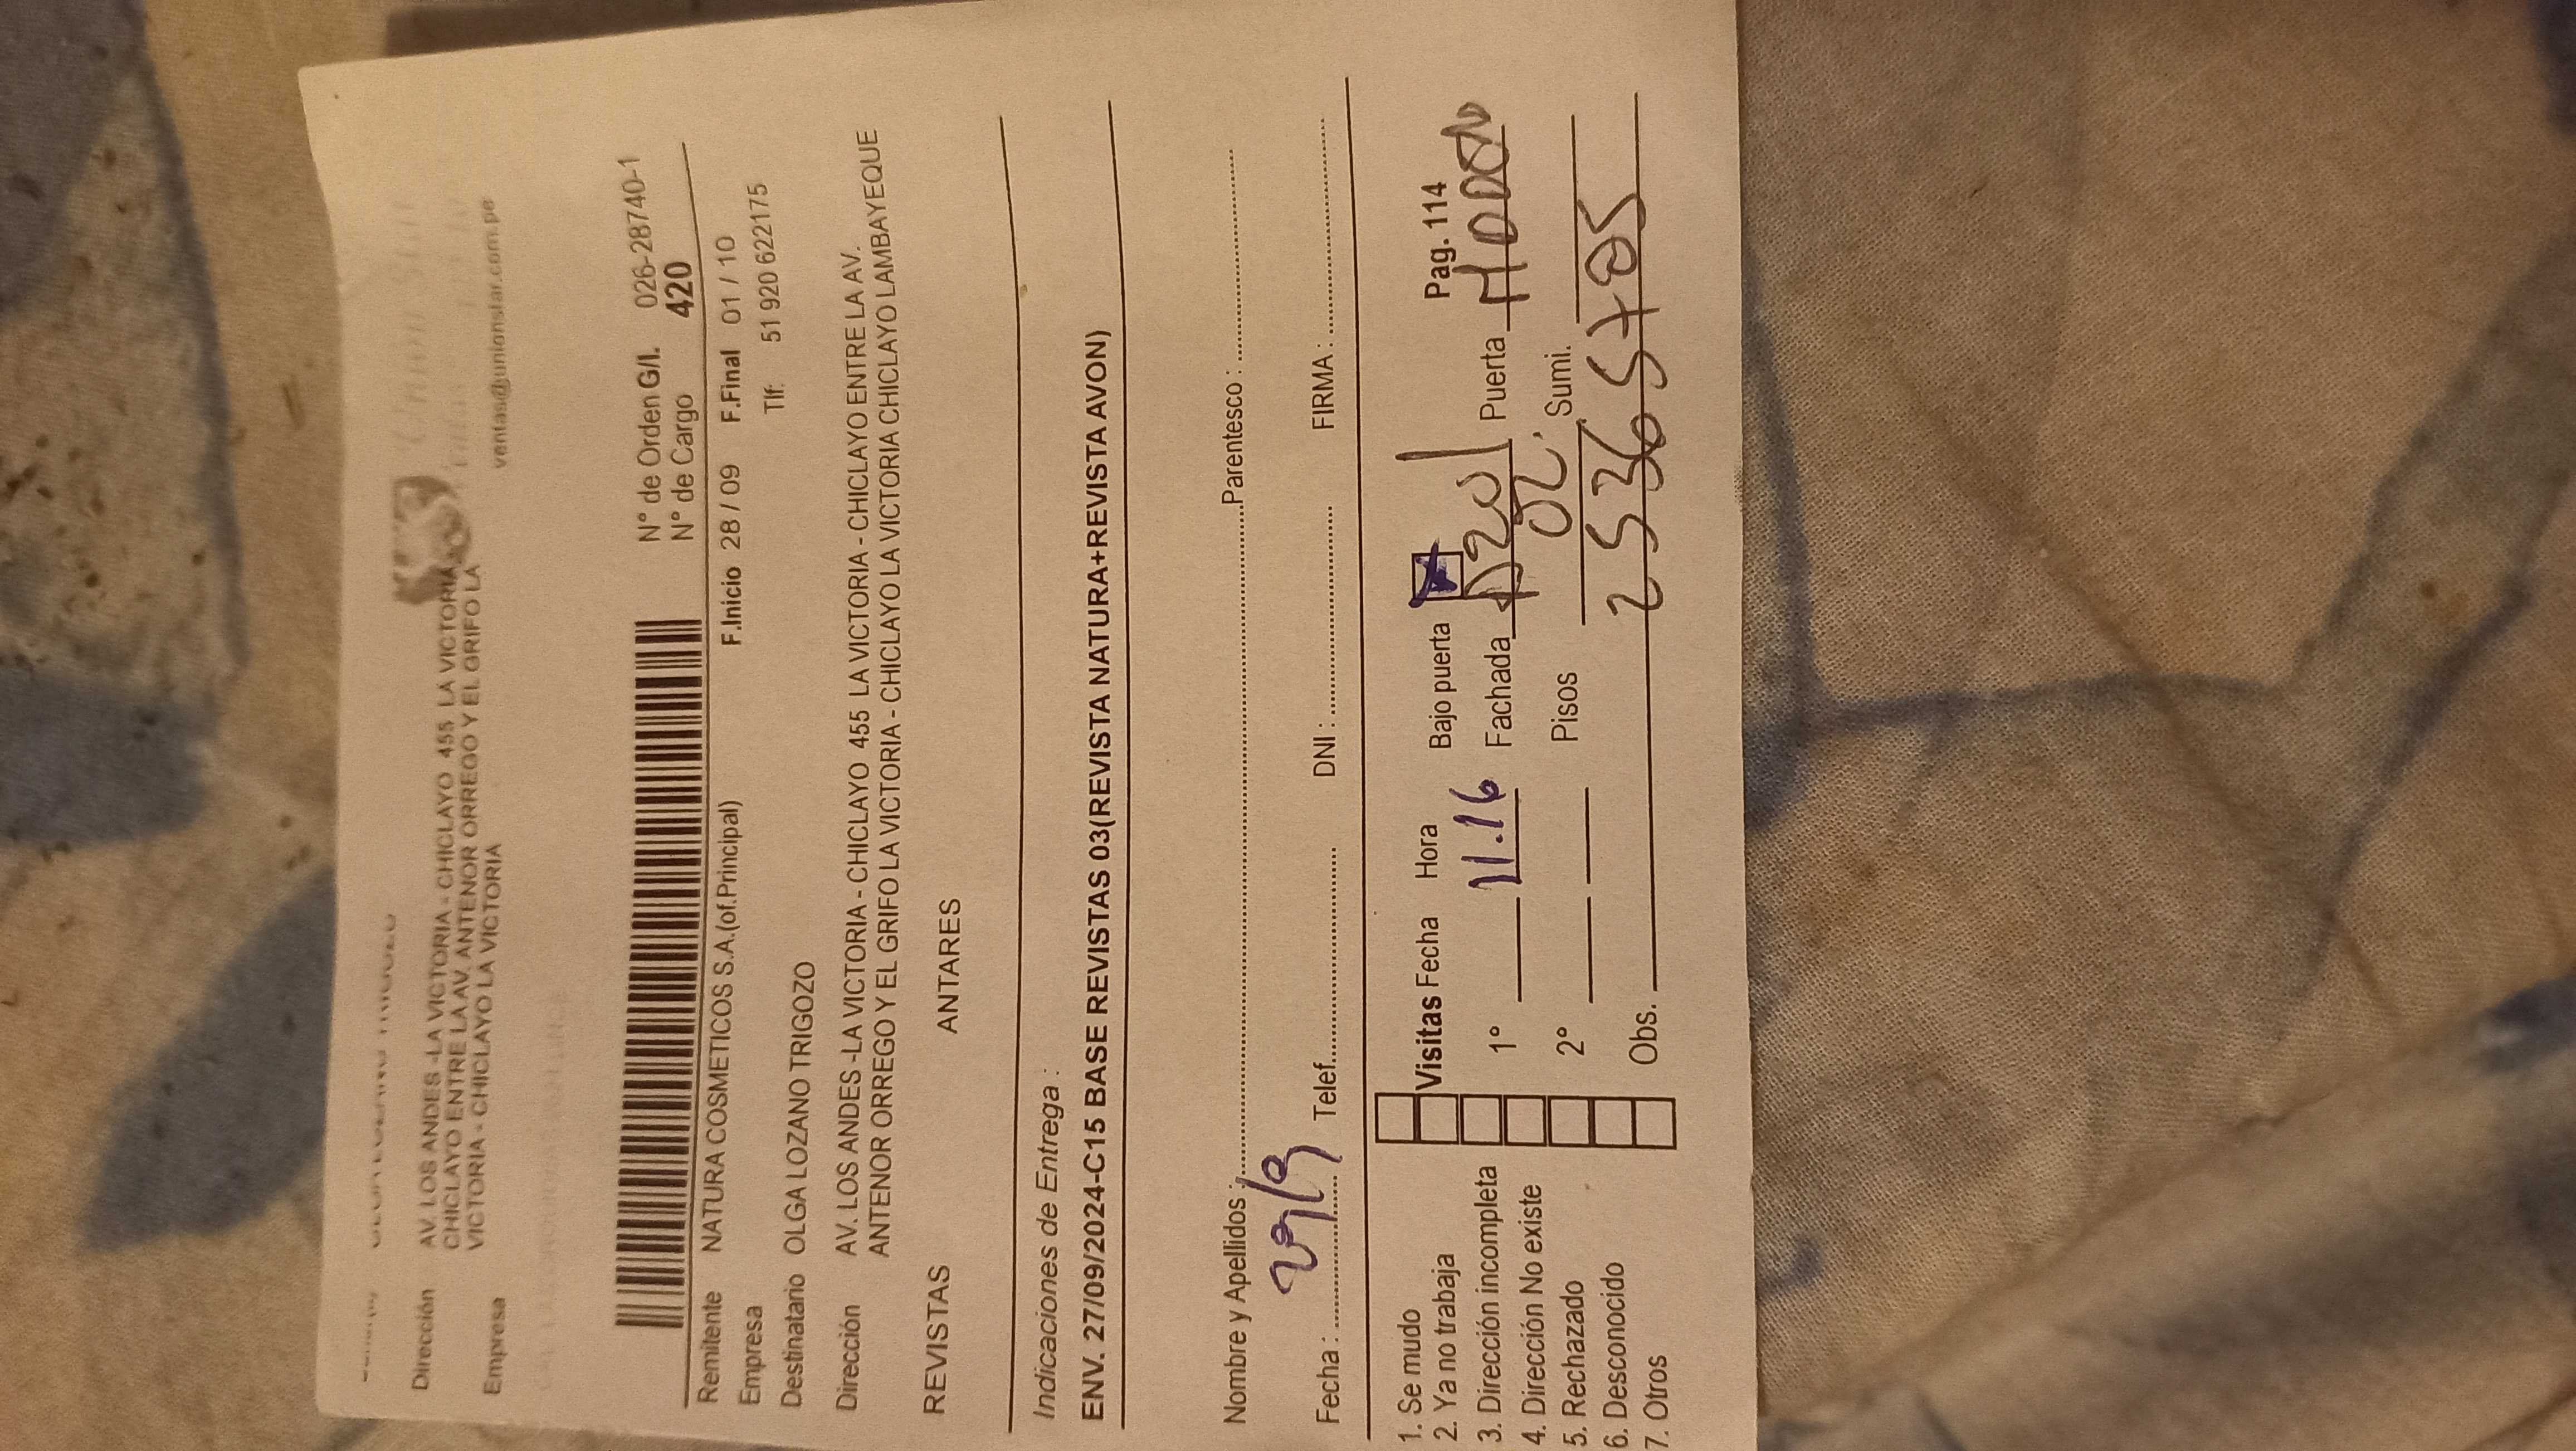 Dirección AV. LOS ANDES -LA VICTORIA - CHICLAYO 455 LA VICTORIA
CHICLAYO ENTRE LA AV. ANTENOR ORREGO Y EL GRIFO LA
VICTORIA - CHICLAYO LA VICTORIA
Empresa
ventas@unionstar.com.pe
N° de Orden G/I. 026-28740-1
N° de Cargo 420
Remitente NATURA COSMETICOS S.A.(of.Principal) F.Inicio 28 / 09 F.Final 01 / 10
Empresa Tlf: 51 920 622175
Destinatario OLGA LOZANO TRIGOZO
Dirección AV. LOS ANDES -LA VICTORIA - CHICLAYO 455 LA VICTORIA - CHICLAYO ENTRE LA AV.
ANTENOR ORREGO Y EL GRIFO LA VICTORIA - CHICLAYO LA VICTORIA CHICLAYO LAMBAYEQUE
REVISTAS ANTARES
Indicaciones de Entrega :
ENV. 27/09/2024-C15 BASE REVISTAS 03(REVISTA NATURA+REVISTA AVON)
Nombre y Apellidos : Parentesco :
Fecha : Telef. DNI : FIRMA :
1. Se mudo
2. Ya no trabaja
3. Dirección incompleta
4. Dirección No existe
5. Rechazado
6. Desconocido
7. Otros
Visitas Fecha Hora Bajo puerta Pag. 114
1° 11.16 Fachada Puerta
2° Pisos Sumi.
Obs. 25365785